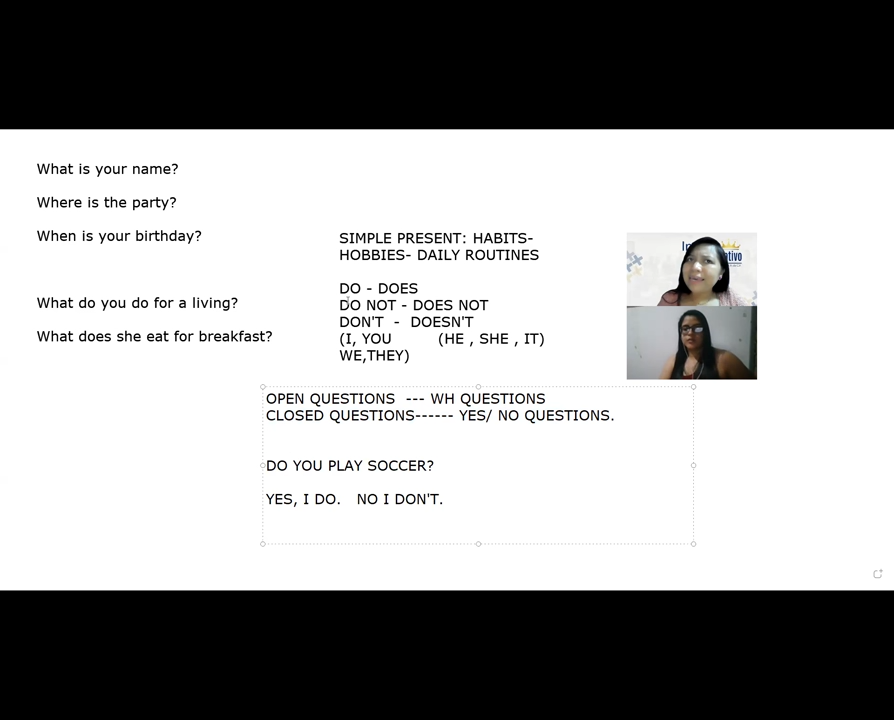 What is your name?
Where is the party?
When is your birthday?
What do you do for a living?
What does she eat for breakfast?
SIMPLE PRESENT: HABITS-
HOBBIES- DAILY ROUTINES
DO - DOES
DO NOT - DOES NOT
DON'T - DOESN'T
(I, YOU (HE , SHE , IT)
WE,THEY)
OPEN QUESTIONS --- WH QUESTIONS
CLOSED QUESTIONS------ YES/ NO QUESTIONS.
DO YOU PLAY SOCCER?
YES, I DO. NO I DON'T.